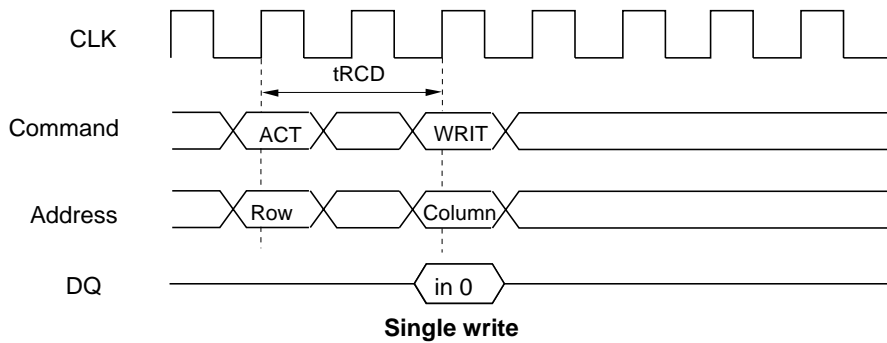 CLK
tRCD
Command ACT WRIT
Address Row Column
DQ in 0
Single write